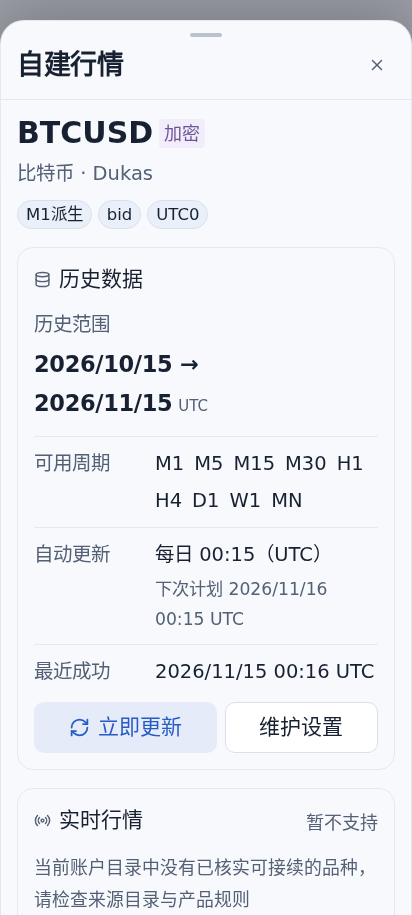 自建行情
BTCUSD 加密
比特币 · Dukas
M1派生 bid UTC0
历史数据
历史范围
2026/10/15 →
2026/11/15 UTC
可用周期 M1 M5 M15 M30 H1
H4 D1 W1 MN
自动更新 每日 00:15（UTC）
下次计划 2026/11/16
00:15 UTC
最近成功 2026/11/15 00:16 UTC
立即更新 维护设置
实时行情 暂不支持
当前账户目录中没有已核实可接续的品种，
请检查来源目录与产品规则